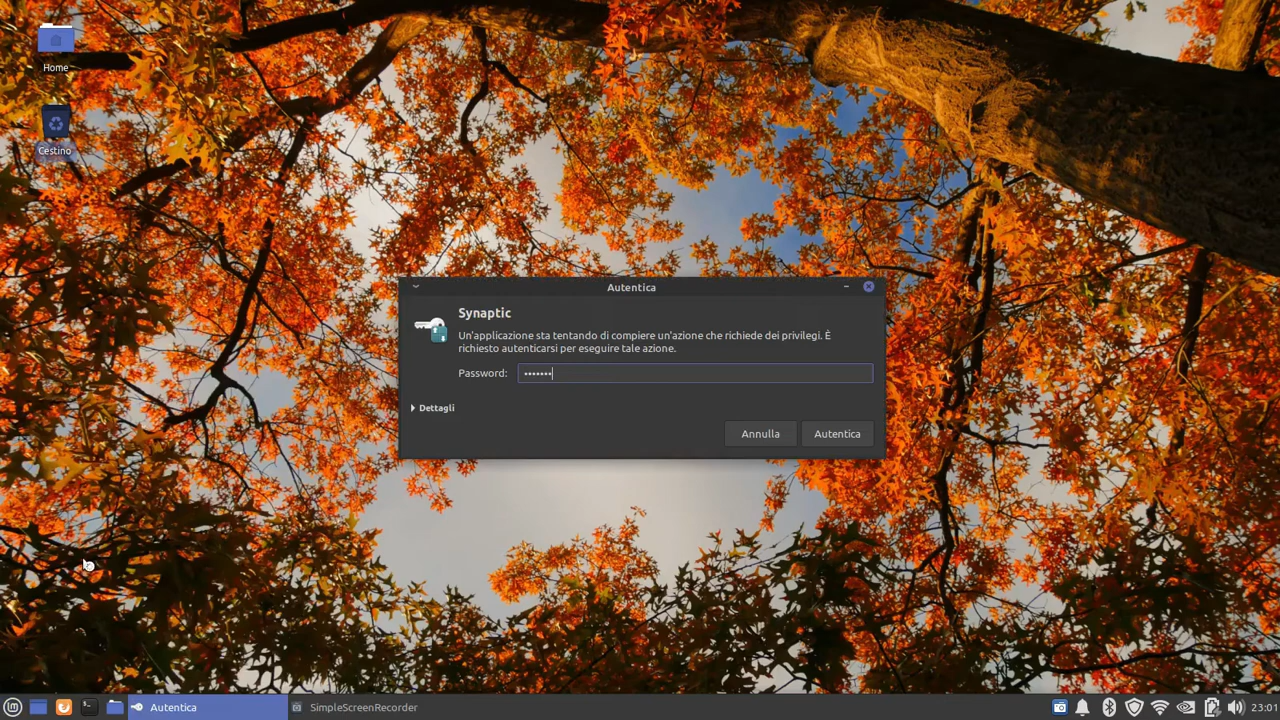 Home
Cestino
Autentica
Synaptic
Un'applicazione sta tentando di compiere un'azione che richiede dei privilegi. È
richiesto autenticarsi per eseguire tale azione.
Password: •••••••
Dettagli
Annulla
Autentica
Autentica
SimpleScreenRecorder
23:01